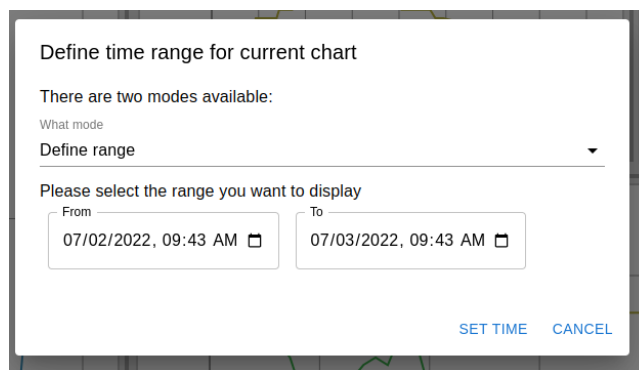 Define time range for current chart
There are two modes available:
What mode
Define range
Please select the range you want to display
From To
07/02/2022, 09:43 AM 07/03/2022, 09:43 AM
SET TIME CANCEL